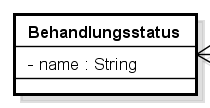 Behandlungsstatus
- name : String